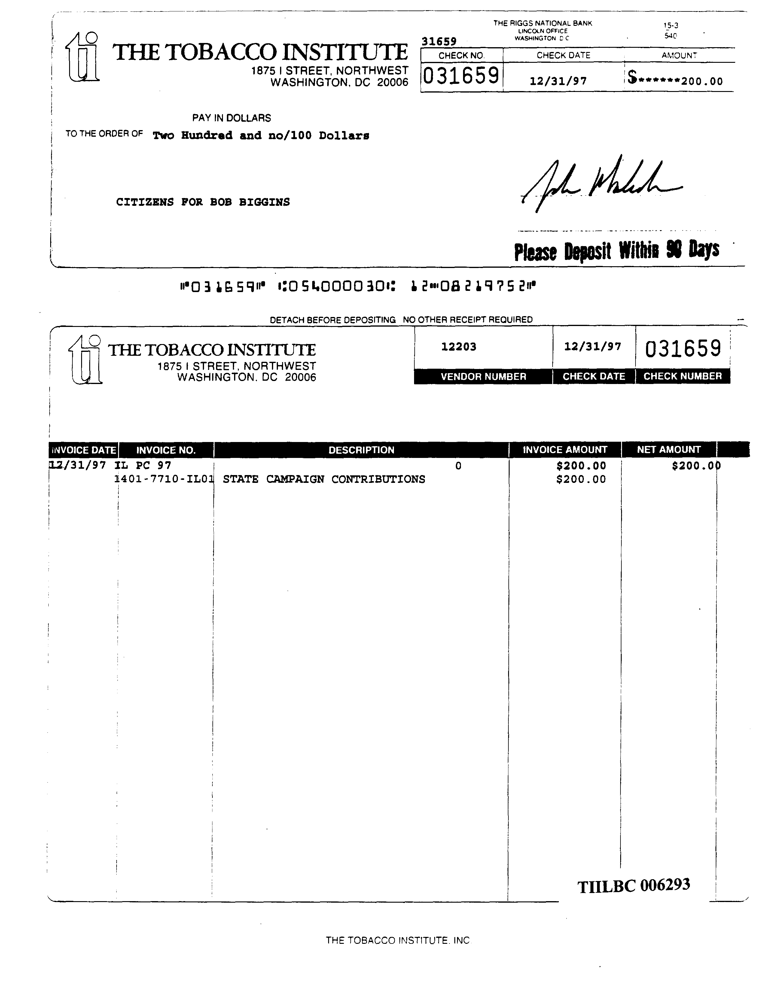 THE RIGGS NATIONAL BANK
LINCOLN OFFICE
WASHINGTON D C
15-3
540
31659
ti THE TOBACCO INSTITUTE
1875 I STREET, NORTHWEST
WASHINGTON, DC 20006
CHECK NO. CHECK DATE AMOUNT
031659 12/31/97 $******200.00
PAY IN DOLLARS
TO THE ORDER OF Two Hundred and no/100 Dollars
CITIZENS FOR BOB BIGGINS
Please Deposit Within 90 Days
⑈031659⑈ ⑆054000030⑆ 12⑉08219752⑈
DETACH BEFORE DEPOSITING NO OTHER RECEIPT REQUIRED
ti THE TOBACCO INSTITUTE
1875 I STREET, NORTHWEST
WASHINGTON, DC 20006
12203 12/31/97 031659
VENDOR NUMBER CHECK DATE CHECK NUMBER
INVOICE DATE INVOICE NO. DESCRIPTION INVOICE AMOUNT NET AMOUNT
12/31/97 IL PC 97 0 $200.00 $200.00
1401-7710-IL01 STATE CAMPAIGN CONTRIBUTIONS $200.00
TIILBC 006293
THE TOBACCO INSTITUTE, INC